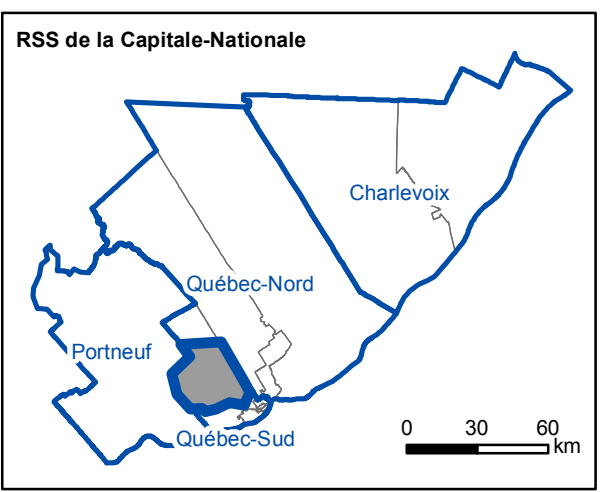 RSS de la Capitale-Nationale
Charlevoix
Québec-Nord
Portneuf
Québec-Sud
0 30 60
km